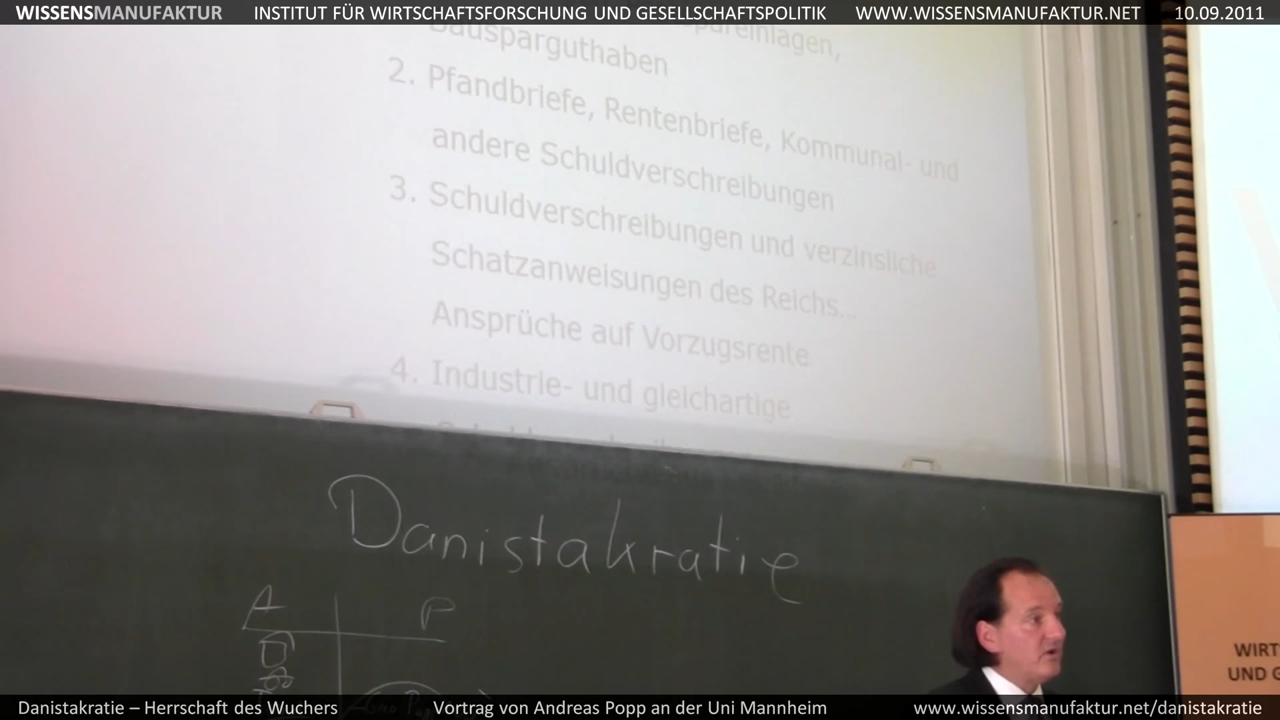 WISSENSMANUFAKTUR INSTITUT FÜR WIRTSCHAFTSFORSCHUNG UND GESELLSCHAFTSPOLITIK WWW.WISSENSMANUFAKTUR.NET 10.09.2011
Bausparguthaben
2. Pfandbriefe, Rentenbriefe, Kommunal- und
andere Schuldverschreibungen
3. Schuldverschreibungen und verzinsliche
Schatzanweisungen des Reichs...
Ansprüche auf Vorzugsrente
4. Industrie- und gleichartige
Danistakratie
A P
WIRT
UND G
Danistakratie – Herrschaft des Wuchers Vortrag von Andreas Popp an der Uni Mannheim www.wissensmanufaktur.net/danistakratie